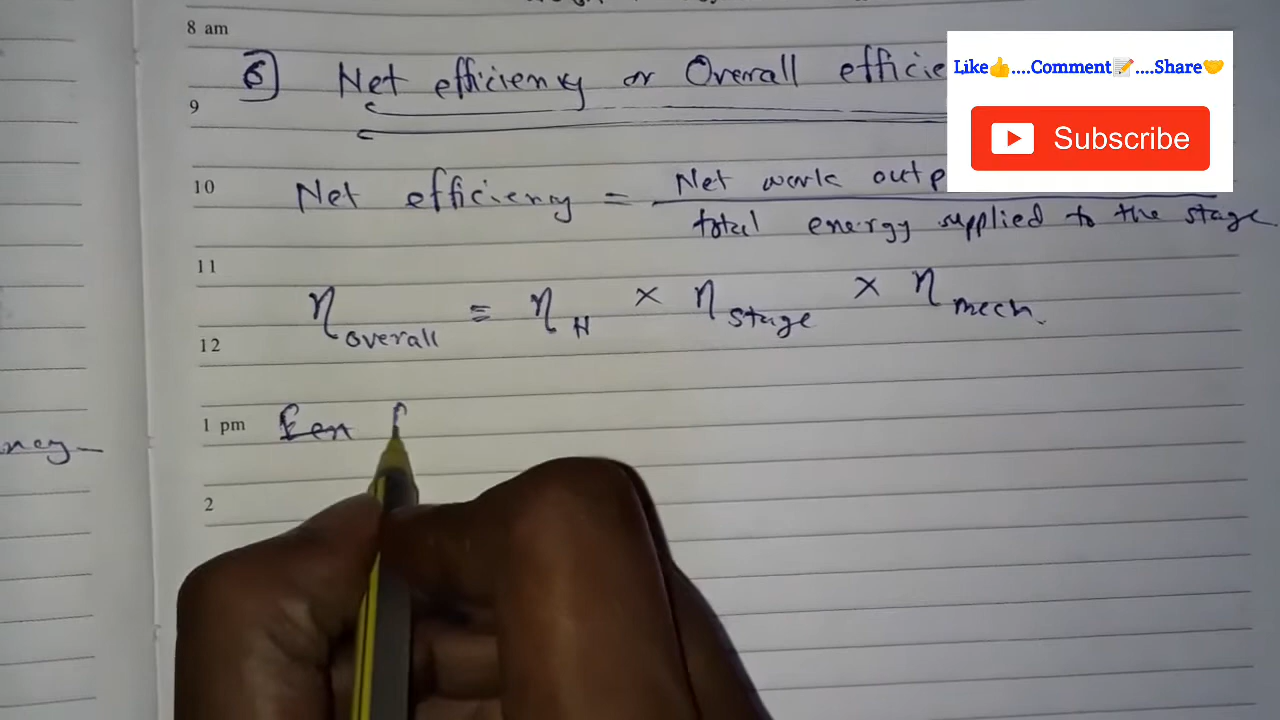 8 am
6 Net efficiency or Overall efficie
Like👍....Comment📝....Share🤝
Subscribe
9
10 Net efficiency = Net work outp
total energy supplied to the stage
11
η overall = η H × η stage × η mech.
12
1 pm
ney-
2